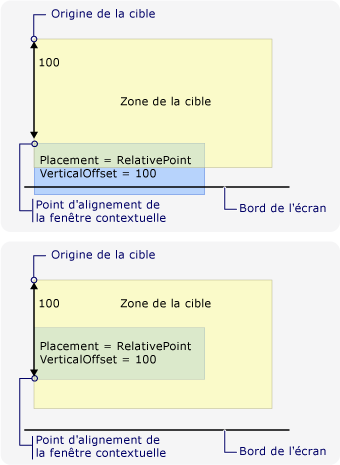 Origine de la cible
100
Zone de la cible
Placement = RelativePoint
VerticalOffset = 100
Point d'alignement de
la fenêtre contextuelle
Bord de l'écran
Origine de la cible
100
Zone de la cible
Placement = RelativePoint
VerticalOffset = 100
Point d'alignement de
la fenêtre contextuelle
Bord de l'écran